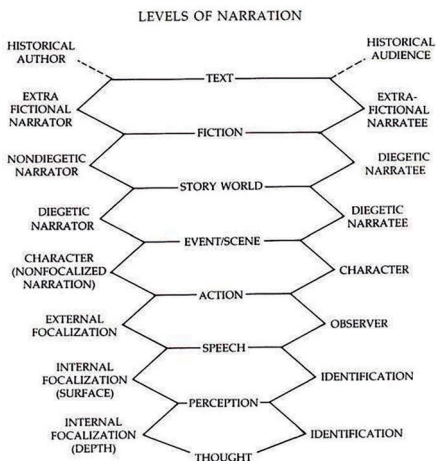 LEVELS OF NARRATION
HISTORICAL
AUTHOR
HISTORICAL
AUDIENCE
TEXT
EXTRA
FICTIONAL
NARRATOR
EXTRA-
FICTIONAL
NARRATEE
FICTION
NONDIEGETIC
NARRATOR
DIEGETIC
NARRATEE
STORY WORLD
DIEGETIC
NARRATOR
DIEGETIC
NARRATEE
EVENT/SCENE
CHARACTER
(NONFOCALIZED
NARRATION)
CHARACTER
ACTION
EXTERNAL
FOCALIZATION
OBSERVER
SPEECH
INTERNAL
FOCALIZATION
(SURFACE)
IDENTIFICATION
PERCEPTION
INTERNAL
FOCALIZATION
(DEPTH)
IDENTIFICATION
THOUGHT